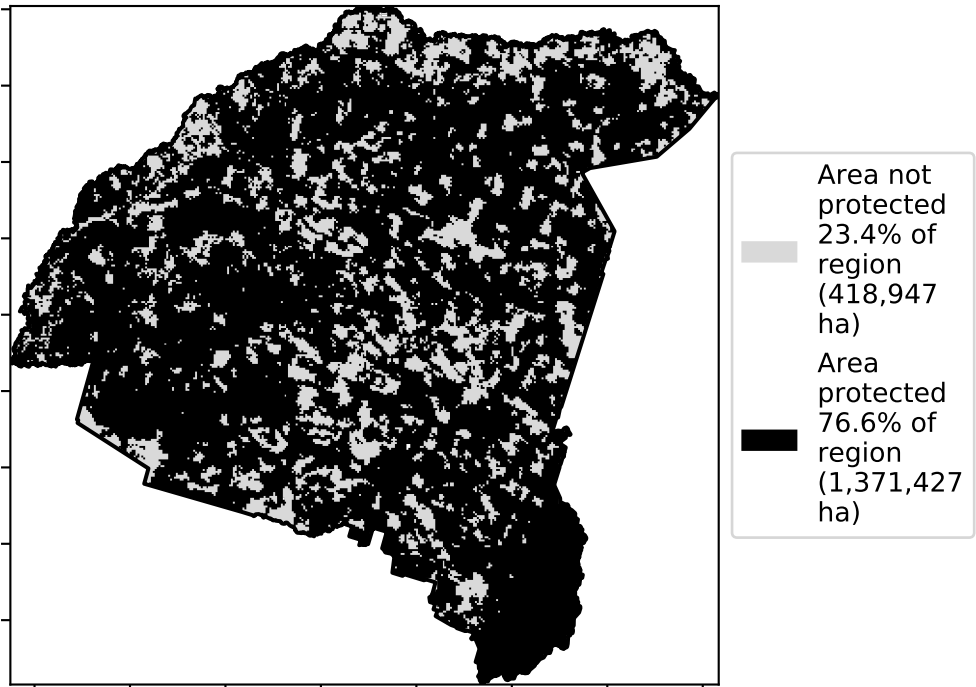 Area not
protected
23.4% of
region
(418,947
ha)
Area
protected
76.6% of
region
(1,371,427
ha)